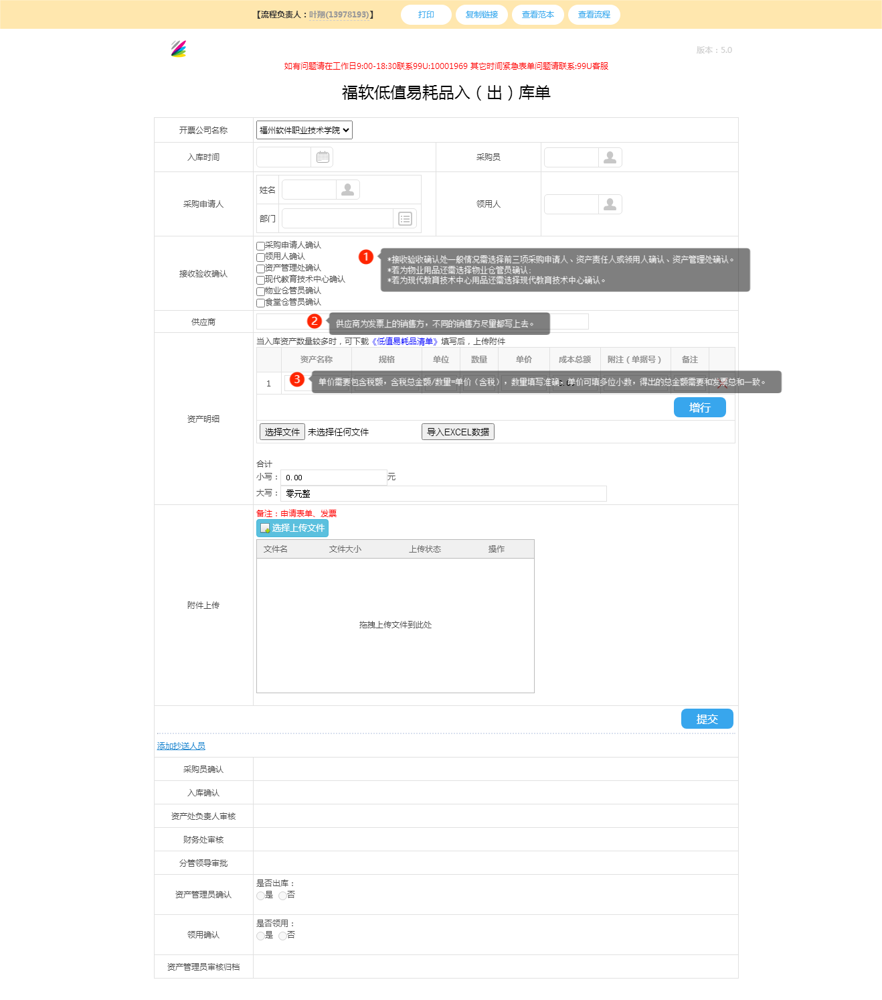 【流程负责人：叶翔(13978193)】 打印 复制链接 查看范本 查看流程
版本：5.0
如有问题请在工作日9:00-18:30联系99U:10001969 其它时间紧急表单问题请联系:99U客服
福软低值易耗品入（出）库单
开票公司名称 福州软件职业技术学院
入库时间 采购员
采购申请人 姓名 领用人
部门
接收验收确认
采购申请人确认
领用人确认
资产管理处确认
现代教育技术中心确认
物业仓管员确认
食堂仓管员确认
1
*接收验收确认处一般情况需选择前三项采购申请人、资产责任人或领用人确认、资产管理处确认。
*若为物业用品还需选择物业仓管员确认；
*若为现代教育技术中心用品还需选择现代教育技术中心确认。
供应商 2 供应商为发票上的销售方，不同的销售方尽量都写上去。
资产明细
当入库资产数量较多时，可下载《低值易耗品清单》填写后，上传附件
资产名称 规格 单位 数量 单价 成本总额 附注（单据号） 备注
1 3 单价需要包含税额，含税总金额/数量=单价（含税），数量填写准确，单价可填多位小数，得出的总金额需要和发票总和一致。
增行
选择文件 未选择任何文件 导入EXCEL数据
合计
小写： 0.00 元
大写： 零元整
附件上传
备注：申请表单、发票
选择上传文件
文件名 文件大小 上传状态 操作
拖拽上传文件到此处
提交
添加抄送人员
采购员确认
入库确认
资产处负责人审核
财务处审核
分管领导审批
资产管理员确认
是否出库：
是 否
领用确认
是否领用：
是 否
资产管理员审核归档